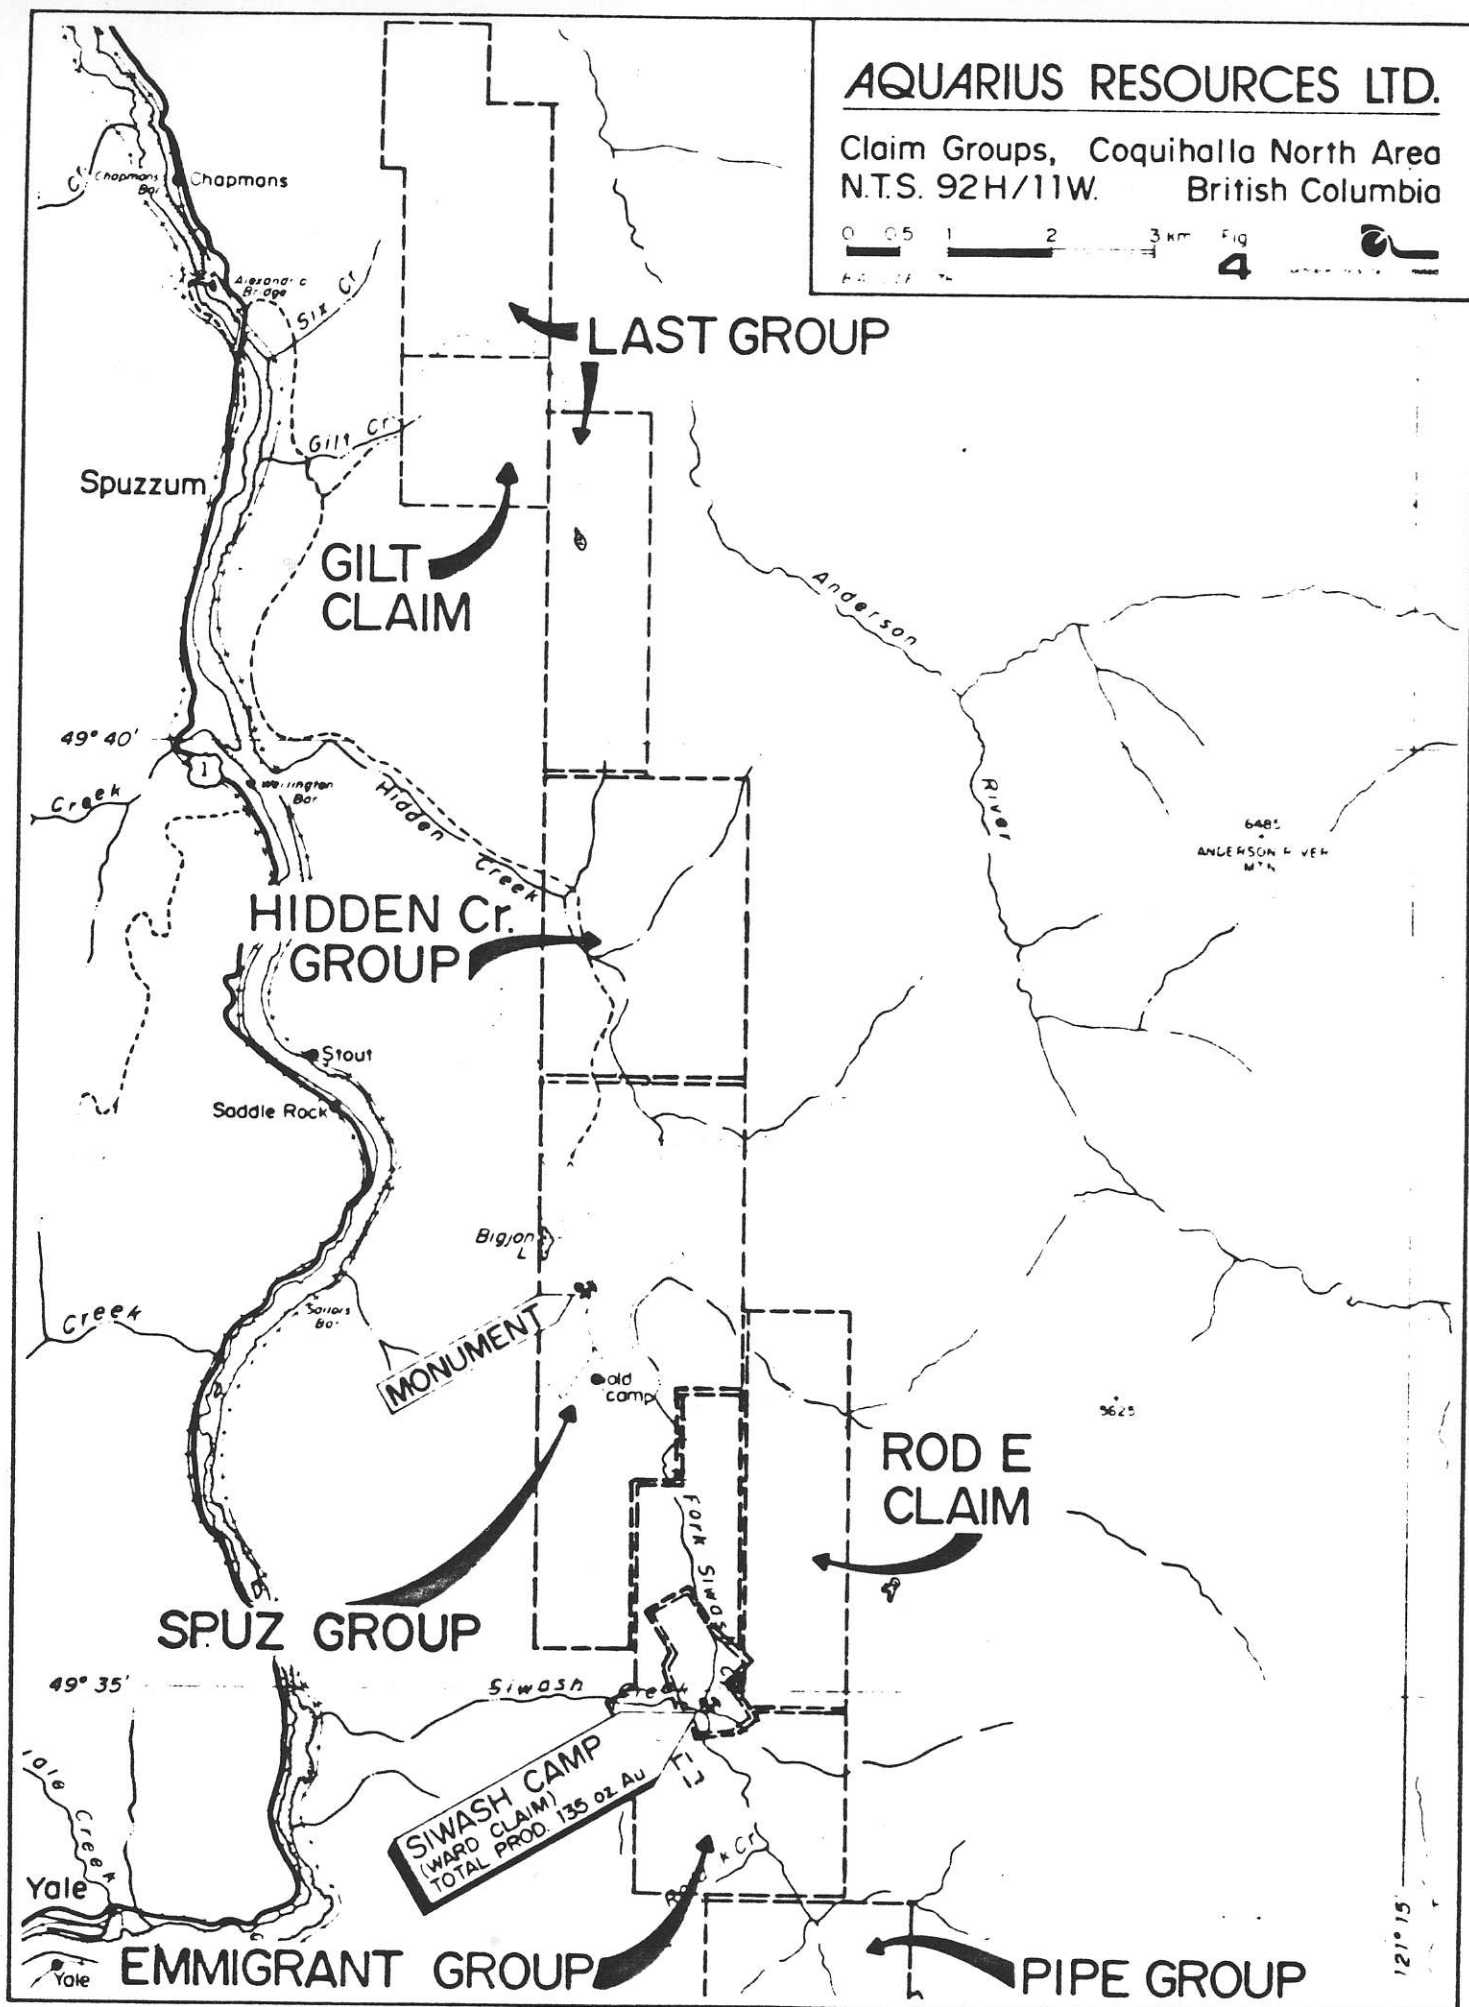 AQUARIUS RESOURCES LTD.
Claim Groups, Coquihalla North Area
N.T.S. 92H/11W. British Columbia
0 0.5 1 2 3 km
Fig
4
Cr
Chapmans
Bar
Chapmans
Bridge
Six Cr
LAST GROUP
Gilt Cr
Spuzzum
GILT
CLAIM
Anderson
River
49° 40'
1
Creek
Bar
Hidden
Creek
ANDERSON RIVER
MTN
HIDDEN Cr.
GROUP
Stout
Saddle Rock
Bigjon
L
Creek
Sailors
Bar
MONUMENT
old
camp
5625
ROD E
CLAIM
Fork Siwash
SPUZ GROUP
49° 35'
Siwash Creek
SIWASH CAMP
(WARD CLAIM)
TOTAL PROD. 135 oz. Au
Creek
Cr
Yale
Yale
EMMIGRANT GROUP
PIPE GROUP
121° 15'